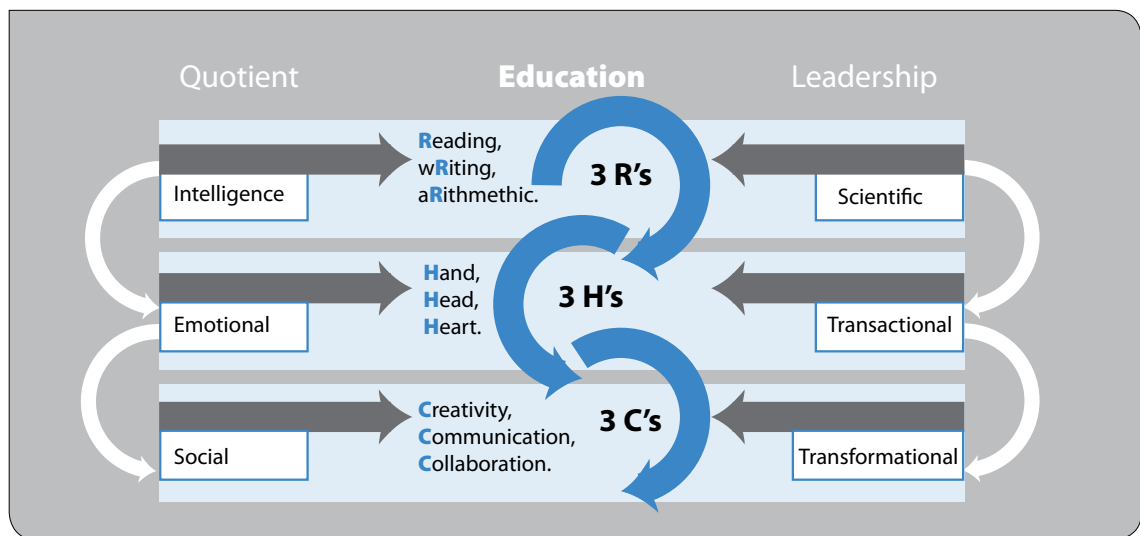 Quotient
Education
Leadership
Reading,
wRiting,
aRithmethic.
3 R's
Intelligence
Scientific
Hand,
Head,
Heart.
3 H's
Emotional
Transactional
Creativity,
Communication,
Collaboration.
3 C's
Social
Transformational